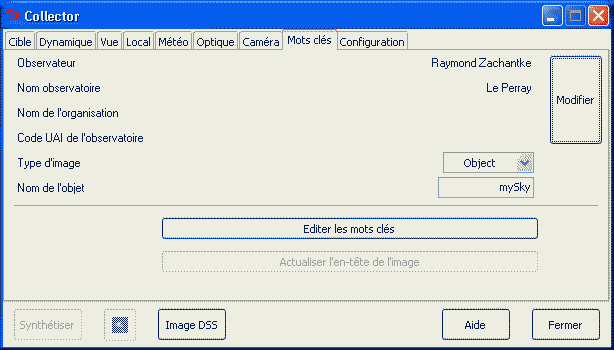 Collector
Cible Dynamique Vue Local Météo Optique Caméra Mots clés Configuration
Observateur Raymond Zachantke
Nom observatoire Le Perray
Modifier
Nom de l'organisation
Code UAI de l'observatoire
Type d'image Object
Nom de l'objet mySky
Editer les mots clés
Actualiser l'en-tête de l'image
Synthétiser Image DSS Aide Fermer